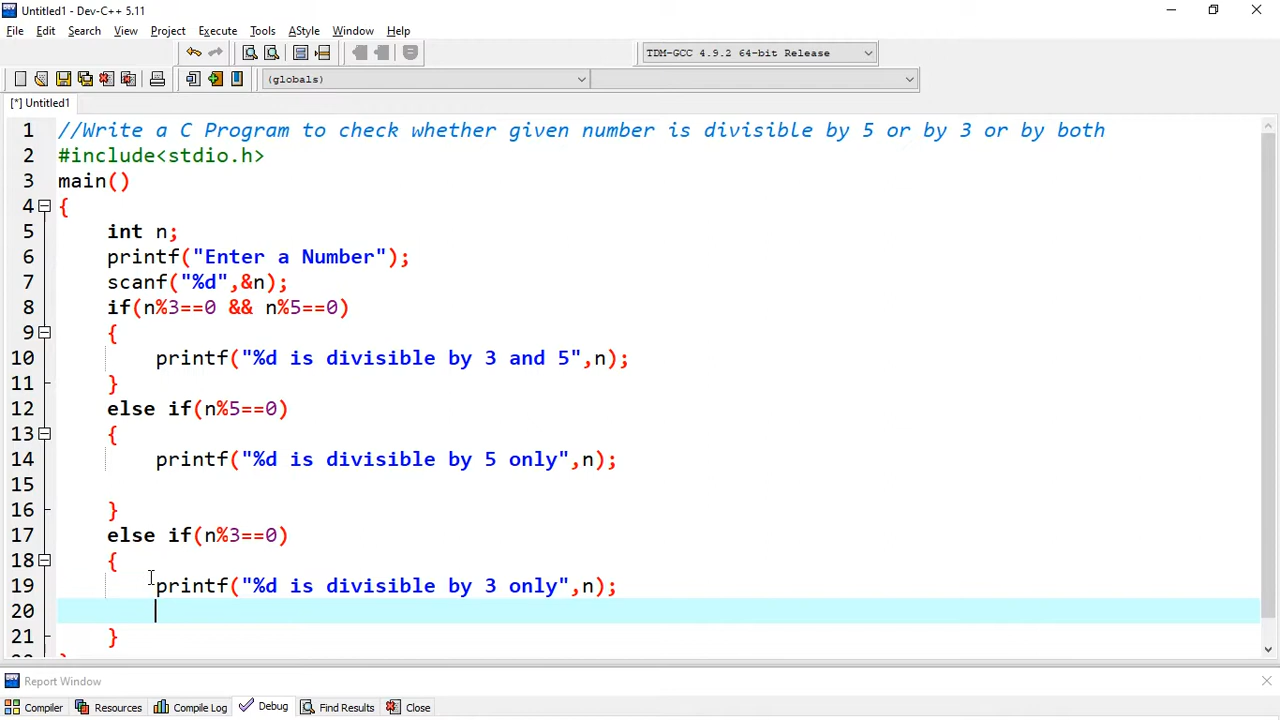 Untitled1 - Dev-C++ 5.11
File Edit Search View Project Execute Tools AStyle Window Help
TDM-GCC 4.9.2 64-bit Release
(globals)
[*] Untitled1
1 //Write a C Program to check whether given number is divisible by 5 or by 3 or by both
2 #include<stdio.h>
3 main()
4 {
5 int n;
6 printf("Enter a Number");
7 scanf("%d",&n);
8 if(n%3==0 && n%5==0)
9 {
10 printf("%d is divisible by 3 and 5",n);
11 }
12 else if(n%5==0)
13 {
14 printf("%d is divisible by 5 only",n);
15
16 }
17 else if(n%3==0)
18 {
19 printf("%d is divisible by 3 only",n);
20
21 }
DEV Report Window
Compiler Resources Compile Log Debug Find Results Close